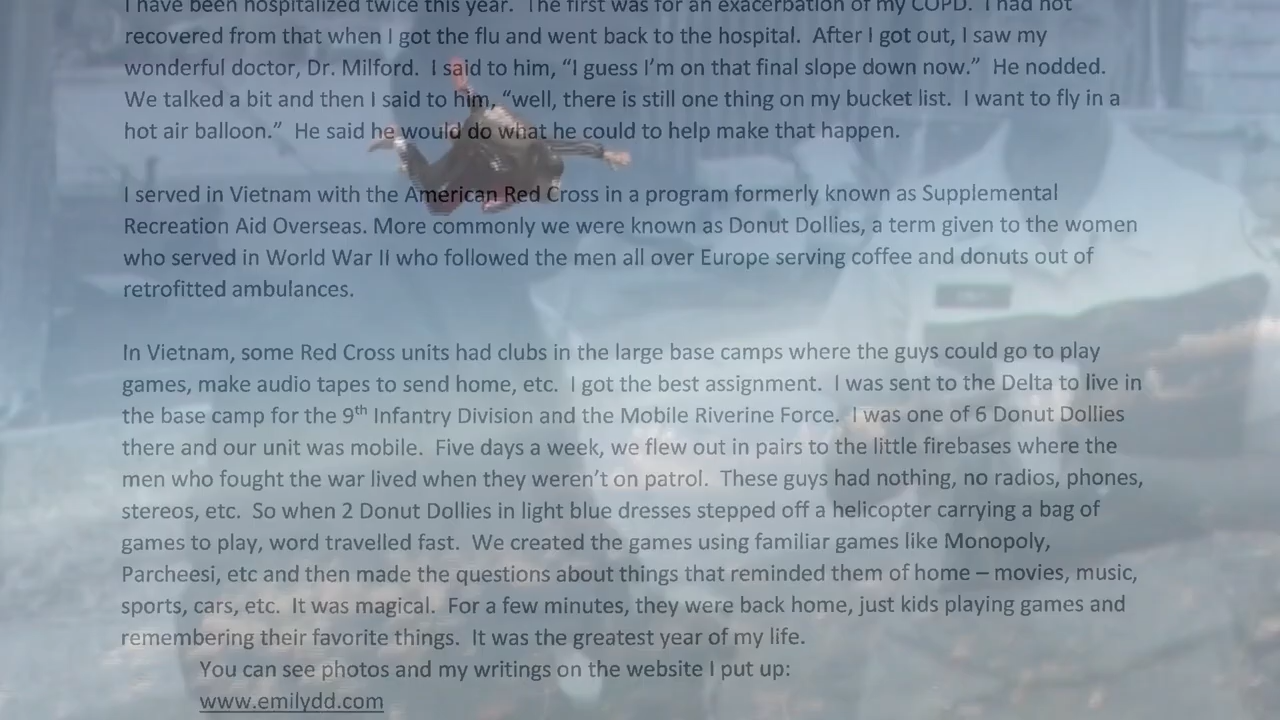 I have been hospitalized twice this year.  The first was for an exacerbation of my COPD.  I had not
recovered from that when I got the flu and went back to the hospital.  After I got out, I saw my
wonderful doctor, Dr. Milford.  I said to him, “I guess I’m on that final slope down now.”  He nodded.
We talked a bit and then I said to him, “well, there is still one thing on my bucket list.  I want to fly in a
hot air balloon.”  He said he would do what he could to help make that happen.
I served in Vietnam with the American Red Cross in a program formerly known as Supplemental
Recreation Aid Overseas. More commonly we were known as Donut Dollies, a term given to the women
who served in World War II who followed the men all over Europe serving coffee and donuts out of
retrofitted ambulances.
In Vietnam, some Red Cross units had clubs in the large base camps where the guys could go to play
games, make audio tapes to send home, etc.  I got the best assignment.  I was sent to the Delta to live in
the base camp for the 9th Infantry Division and the Mobile Riverine Force.  I was one of 6 Donut Dollies
there and our unit was mobile.  Five days a week, we flew out in pairs to the little firebases where the
men who fought the war lived when they weren’t on patrol.  These guys had nothing, no radios, phones,
stereos, etc.  So when 2 Donut Dollies in light blue dresses stepped off a helicopter carrying a bag of
games to play, word travelled fast.  We created the games using familiar games like Monopoly,
Parcheesi, etc and then made the questions about things that reminded them of home – movies, music,
sports, cars, etc.  It was magical.  For a few minutes, they were back home, just kids playing games and
remembering their favorite things.  It was the greatest year of my life.
You can see photos and my writings on the website I put up:
www.emilydd.com